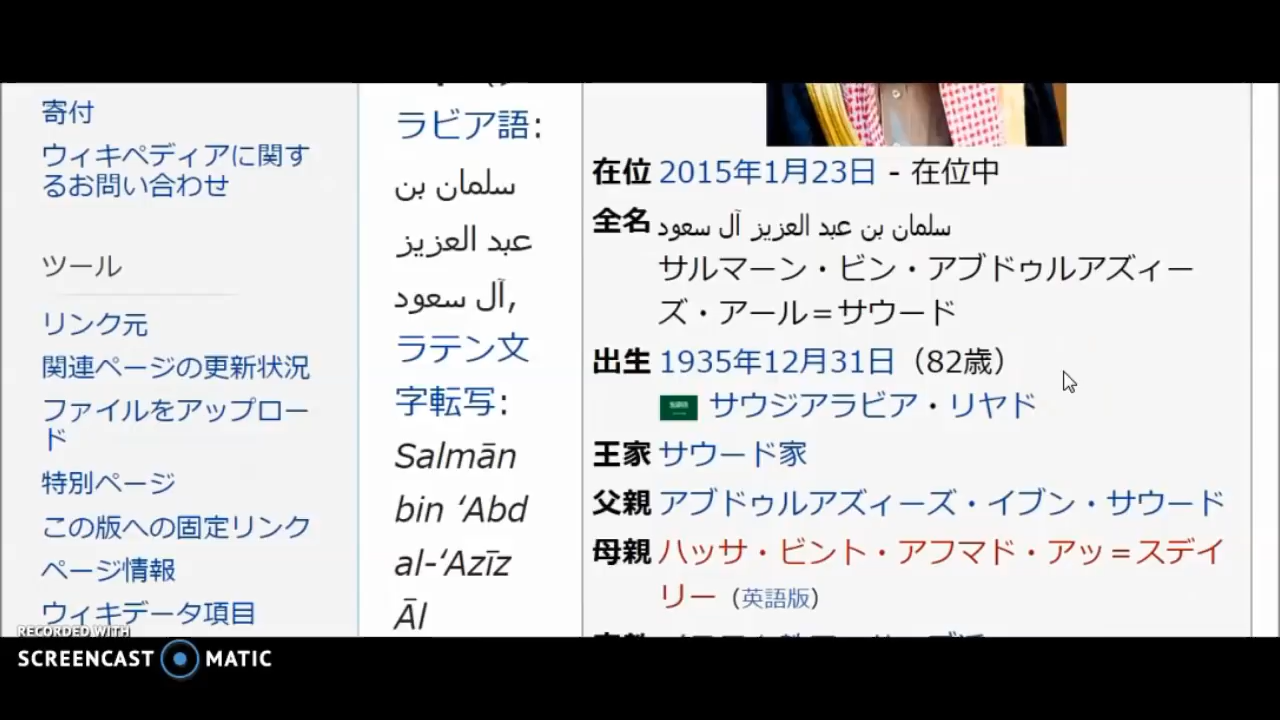 寄付
ウィキペディアに関す
るお問い合わせ
ツール
リンク元
関連ページの更新状況
ファイルをアップロー
ド
特別ページ
この版への固定リンク
ページ情報
ウィキデータ項目
ラビア語:
سلمان بن
عبد العزيز
آل سعود,
ラテン文
字転写:
Salmān
bin ‘Abd
al-‘Azīz
Āl
在位 2015年1月23日 - 在位中
全名 سلمان بن عبد العزيز آل سعود
サルマーン・ビン・アブドゥルアズィー
ズ・アール＝サウード
出生 1935年12月31日（82歳）
サウジアラビア・リヤド
王家 サウード家
父親 アブドゥルアズィーズ・イブン・サウード
母親 ハッサ・ビント・アフマド・アッ＝スデイ
リー（英語版）
RECORDED WITH
SCREENCAST MATIC